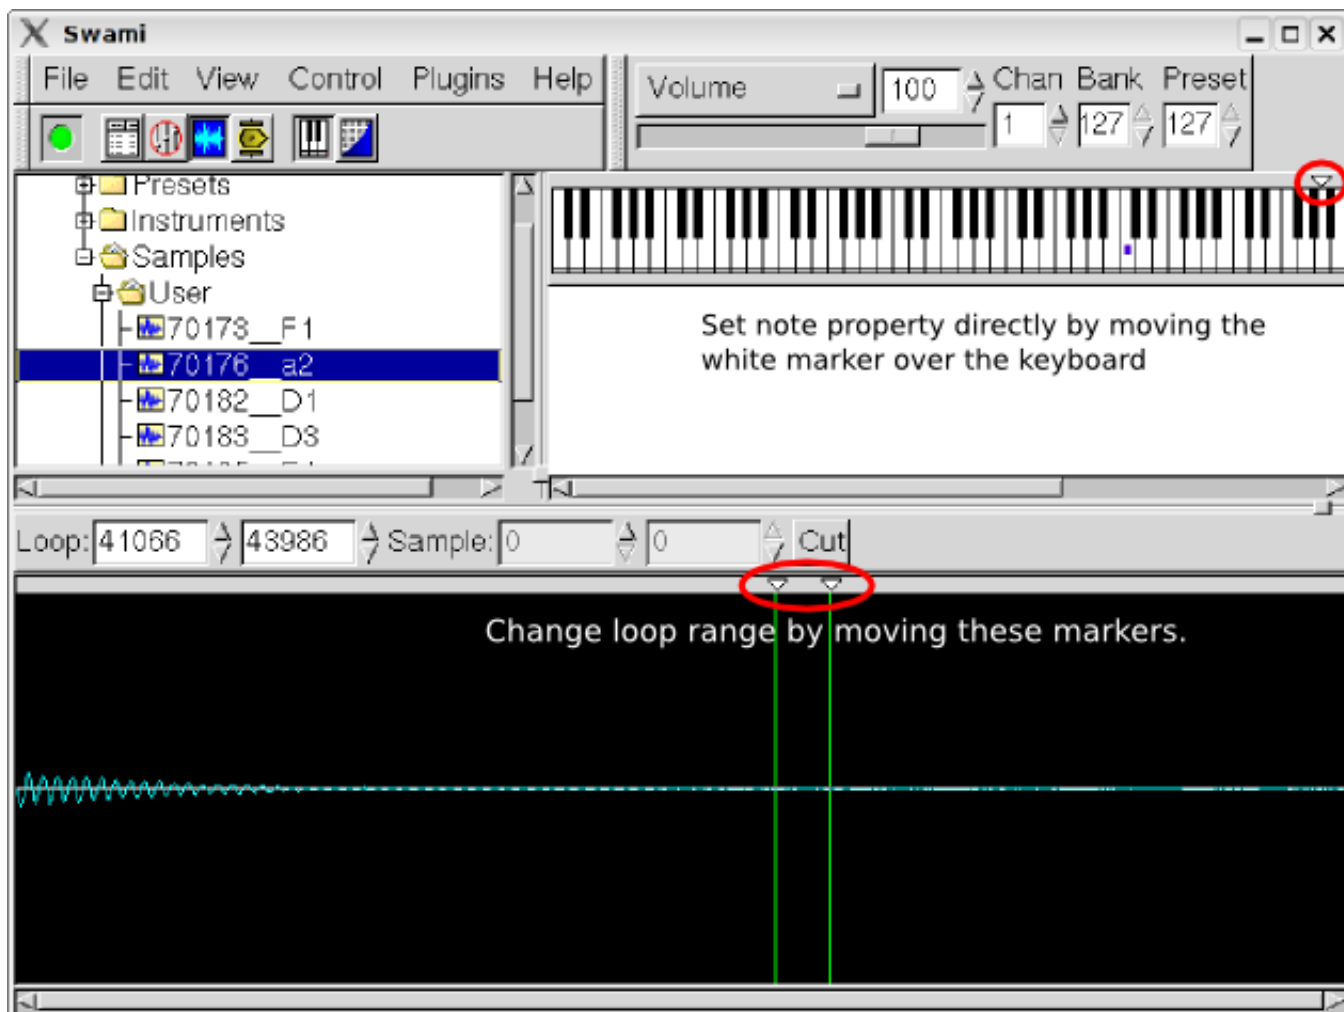 Swami
File Edit View Control Plugins Help
Volume 100 Chan Bank Preset
1 127 127
Presets
Instruments
Samples
User
70173__F1
70176__a2
70182__D1
70183__D3
Set note property directly by moving the
white marker over the keyboard
Loop: 41066 43986 Sample: 0 0 Cut
Change loop range by moving these markers.